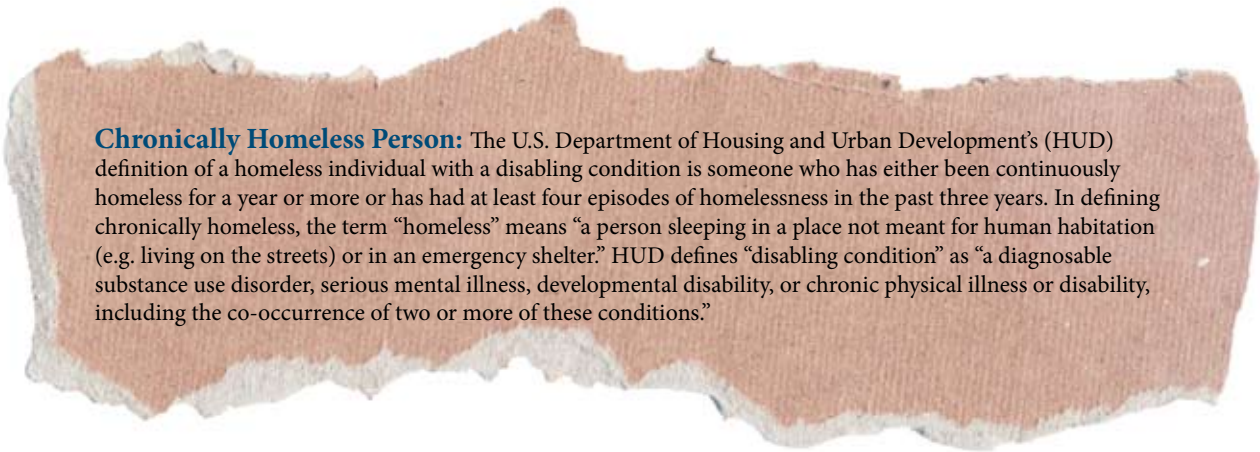 Chronically Homeless Person: The U.S. Department of Housing and Urban Development’s (HUD)
definition of a homeless individual with a disabling condition is someone who has either been continuously
homeless for a year or more or has had at least four episodes of homelessness in the past three years. In defining
chronically homeless, the term “homeless” means “a person sleeping in a place not meant for human habitation
(e.g. living on the streets) or in an emergency shelter.” HUD defines “disabling condition” as “a diagnosable
substance use disorder, serious mental illness, developmental disability, or chronic physical illness or disability,
including the co-occurrence of two or more of these conditions.”